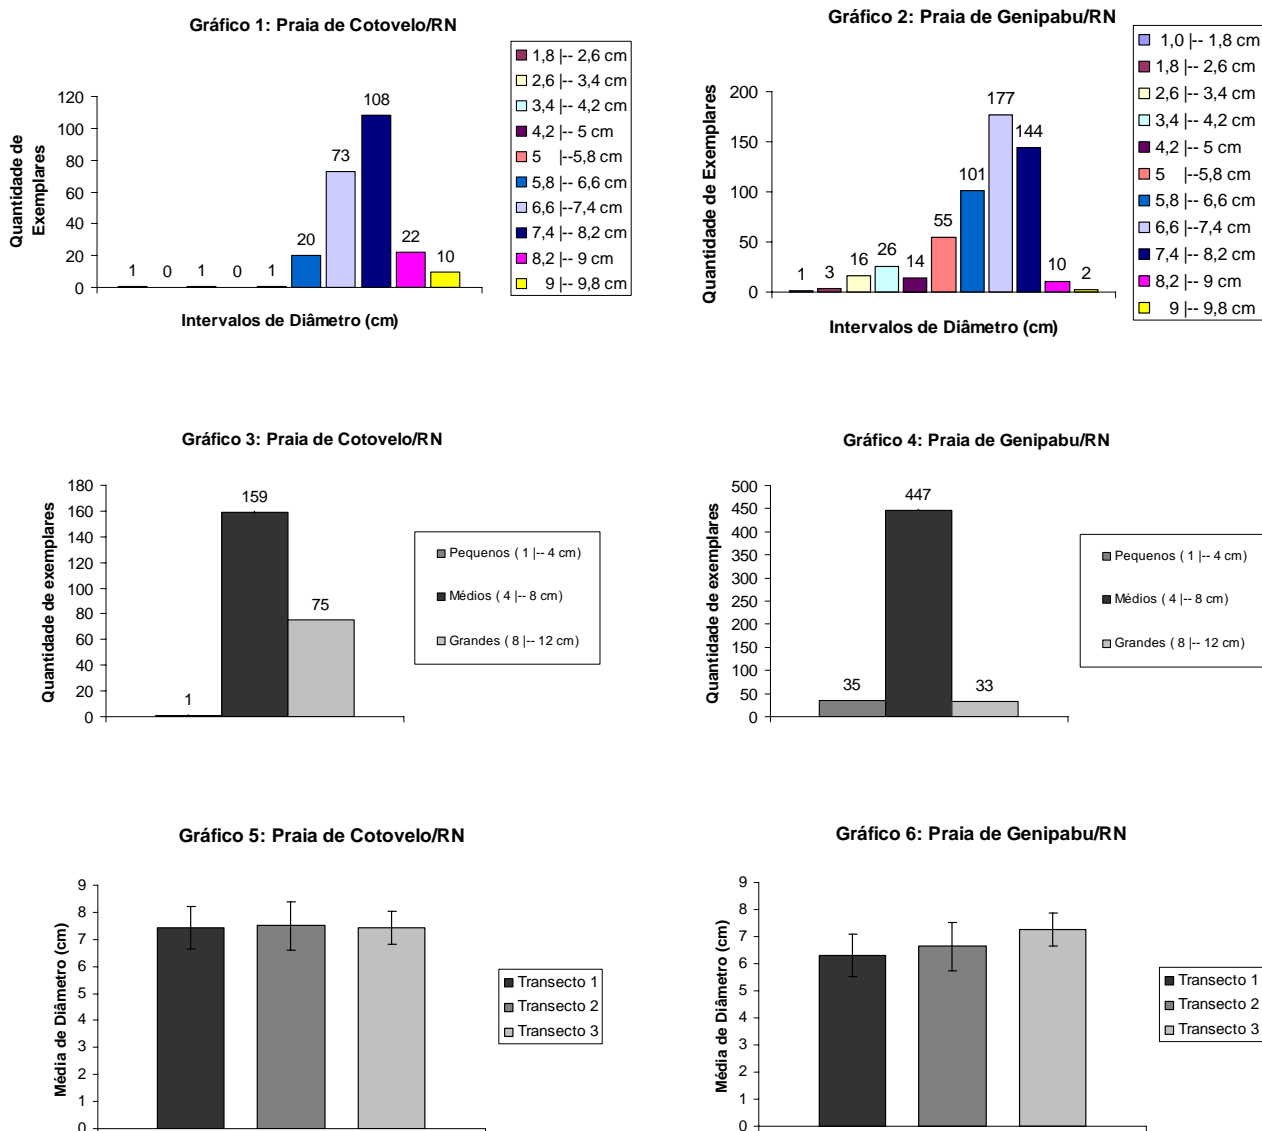 Gráfico 1: Praia de Cotovelo/RN
Quantidade de
Exemplares
120
100
80
60
40
20
0
1
0
1
0
1
20
73
108
22
10
Intervalos de Diâmetro (cm)
1,8 |-- 2,6 cm
2,6 |-- 3,4 cm
3,4 |-- 4,2 cm
4,2 |-- 5 cm
5 |--5,8 cm
5,8 |-- 6,6 cm
6,6 |--7,4 cm
7,4 |-- 8,2 cm
8,2 |-- 9 cm
9 |-- 9,8 cm
Gráfico 2: Praia de Genipabu/RN
Quantidade de Exemplares
200
150
100
50
0
1
3
16
26
14
55
101
177
144
10
2
Intervalos de Diâmetro (cm)
1,0 |-- 1,8 cm
1,8 |-- 2,6 cm
2,6 |-- 3,4 cm
3,4 |-- 4,2 cm
4,2 |-- 5 cm
5 |--5,8 cm
5,8 |-- 6,6 cm
6,6 |--7,4 cm
7,4 |-- 8,2 cm
8,2 |-- 9 cm
9 |-- 9,8 cm
Gráfico 3: Praia de Cotovelo/RN
Quantidade de exemplares
180
160
140
120
100
80
60
40
20
0
1
159
75
Pequenos ( 1 |-- 4 cm)
Médios ( 4 |-- 8 cm)
Grandes ( 8 |-- 12 cm)
Gráfico 4: Praia de Genipabu/RN
Quantidade de exemplares
500
450
400
350
300
250
200
150
100
50
0
35
447
33
Pequenos ( 1 |-- 4 cm)
Médios ( 4 |-- 8 cm)
Grandes ( 8 |-- 12 cm)
Gráfico 5: Praia de Cotovelo/RN
Média de Diâmetro (cm)
9
8
7
6
5
4
3
2
1
0
Transecto 1
Transecto 2
Transecto 3
Gráfico 6: Praia de Genipabu/RN
Média de Diâmetro (cm)
9
8
7
6
5
4
3
2
1
0
Transecto 1
Transecto 2
Transecto 3